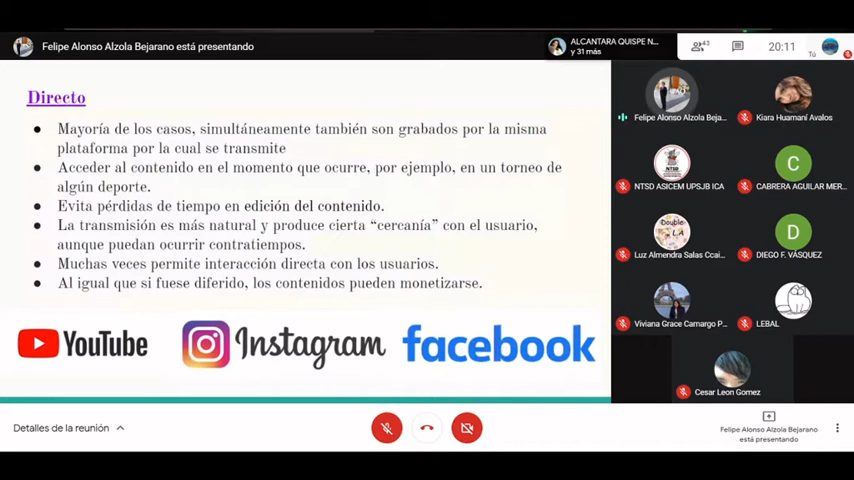 Felipe Alonso Alzola Bejarano está presentando
ALCANTARA QUISPE N...
y 31 más
43
20:11
Tú
Directo
● Mayoría de los casos, simultáneamente también son grabados por la misma
plataforma por la cual se transmite
● Acceder al contenido en el momento que ocurre, por ejemplo, en un torneo de
algún deporte.
● Evita pérdidas de tiempo en edición del contenido.
● La transmisión es más natural y produce cierta “cercanía” con el usuario,
aunque puedan ocurrir contratiempos.
● Muchas veces permite interacción directa con los usuarios.
● Al igual que si fuese diferido, los contenidos pueden monetizarse.
YouTube
Instagram
facebook
Felipe Alonso Alzola Beja...
Kiara Huamaní Avalos
NTSD
NTSD ASICEM UPSJB ICA
C
CABRERA AGUILAR MER...
Double
LA
Luz Almendra Salas Ccai...
D
DIEGO F. VÁSQUEZ
Viviana Grace Camargo P...
LEBAL
Cesar Leon Gomez
Detalles de la reunión
Felipe Alonso Alzola Bejarano
está presentando